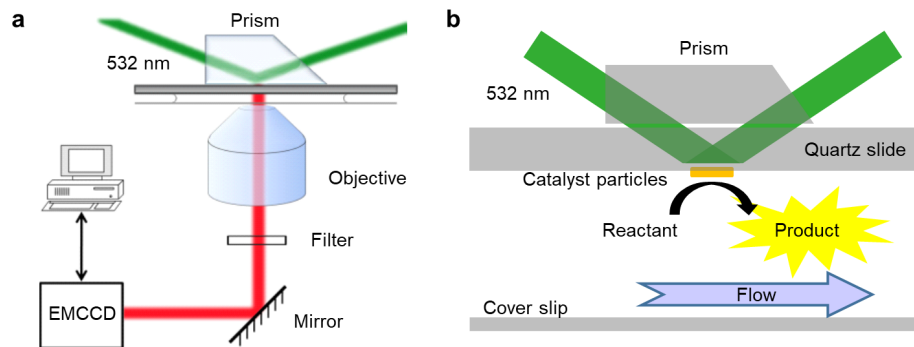 a
Prism
532 nm
Objective
Filter
EMCCD
Mirror
b
Prism
532 nm
Quartz slide
Catalyst particles
Reactant
Product
Flow
Cover slip